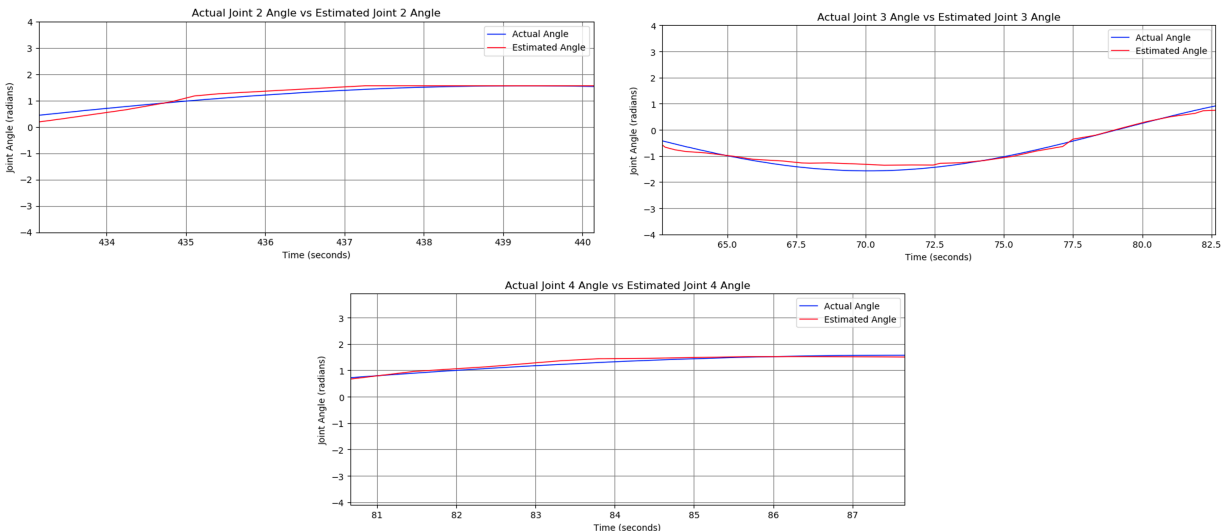 Actual Joint 2 Angle vs Estimated Joint 2 Angle
4
3
2
1
0
−1
−2
−3
−4
Joint Angle (radians)
Actual Angle
Estimated Angle
434 435 436 437 438 439 440
Time (seconds)
Actual Joint 3 Angle vs Estimated Joint 3 Angle
4
3
2
1
0
−1
−2
−3
−4
Joint Angle (radians)
Actual Angle
Estimated Angle
65.0 67.5 70.0 72.5 75.0 77.5 80.0 82.5
Time (seconds)
Actual Joint 4 Angle vs Estimated Joint 4 Angle
3
2
1
0
−1
−2
−3
−4
Joint Angle (radians)
Actual Angle
Estimated Angle
81 82 83 84 85 86 87
Time (seconds)